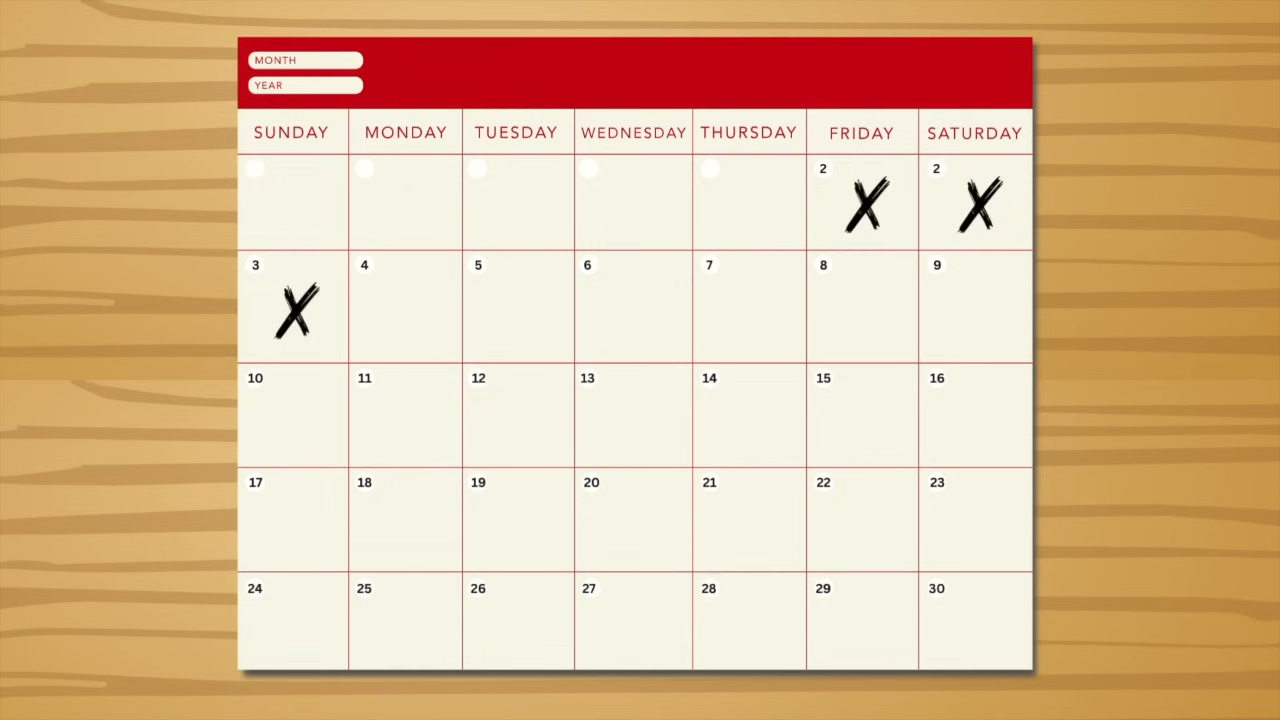 MONTH
YEAR
SUNDAY MONDAY TUESDAY WEDNESDAY THURSDAY FRIDAY SATURDAY
2 2
3 4 5 6 7 8 9
10 11 12 13 14 15 16
17 18 19 20 21 22 23
24 25 26 27 28 29 30